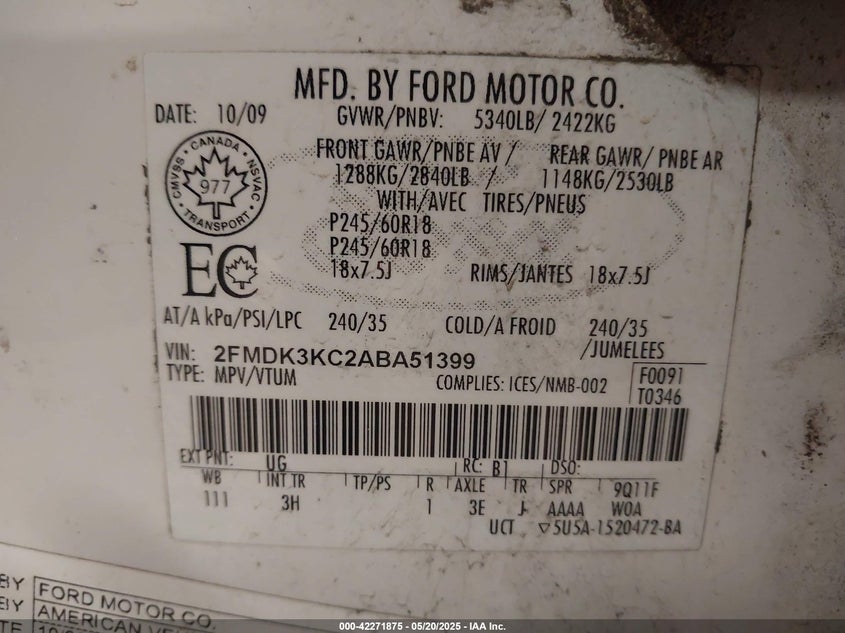 MFD. BY FORD MOTOR CO.
DATE: 10/09 GVWR/PNBV: 5340LB/ 2422KG
FRONT GAWR/PNBE AV / REAR GAWR/ PNBE AR
1288KG/2840LB / 1148KG/2530LB
WITH/AVEC TIRES/PNEUS
P245/60R18
P245/60R18
18x7.5J RIMS/JANTES 18x7.5J
CMVSS · CANADA · NSVAC
977
TRANSPORT
EC
AT/A kPa/PSI/LPC 240/35 COLD/A FROID 240/35
/JUMELEES
VIN: 2FMDK3KC2ABA51399
TYPE: MPV/VTUM COMPLIES: ICES/NMB-002 F0091
T0346
EXT PNT: UG RC: B1 DSO:
WB INT TR TP/PS R AXLE TR SPR 9Q11F
111 3H 1 3E J AAAA W0A
UCT ▽5U5A-1520472-BA
BY FORD MOTOR CO.
BY AMERICAN
000-42271875 — 05/20/2025 — IAA Inc.